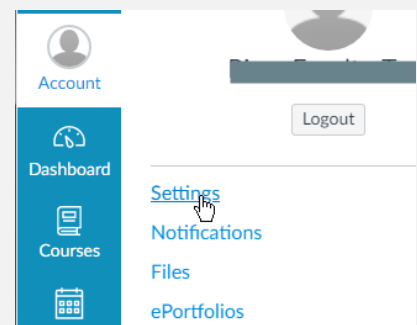 Account
Logout
Dashboard
Settings
Notifications
Courses
Files
ePortfolios